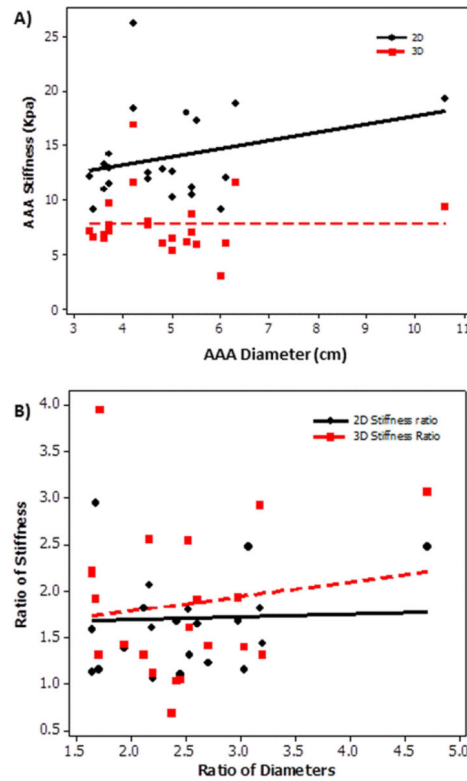 A)
2D
3D
AAA Stiffness (Kpa)
25
20
15
10
5
0
3 4 5 6 7 8 9 10 11
AAA Diameter (cm)
B)
2D Stiffness ratio
3D Stiffness Ratio
Ratio of Stiffness
4.0
3.5
3.0
2.5
2.0
1.5
1.0
0.5
1.5 2.0 2.5 3.0 3.5 4.0 4.5 5.0
Ratio of Diameters